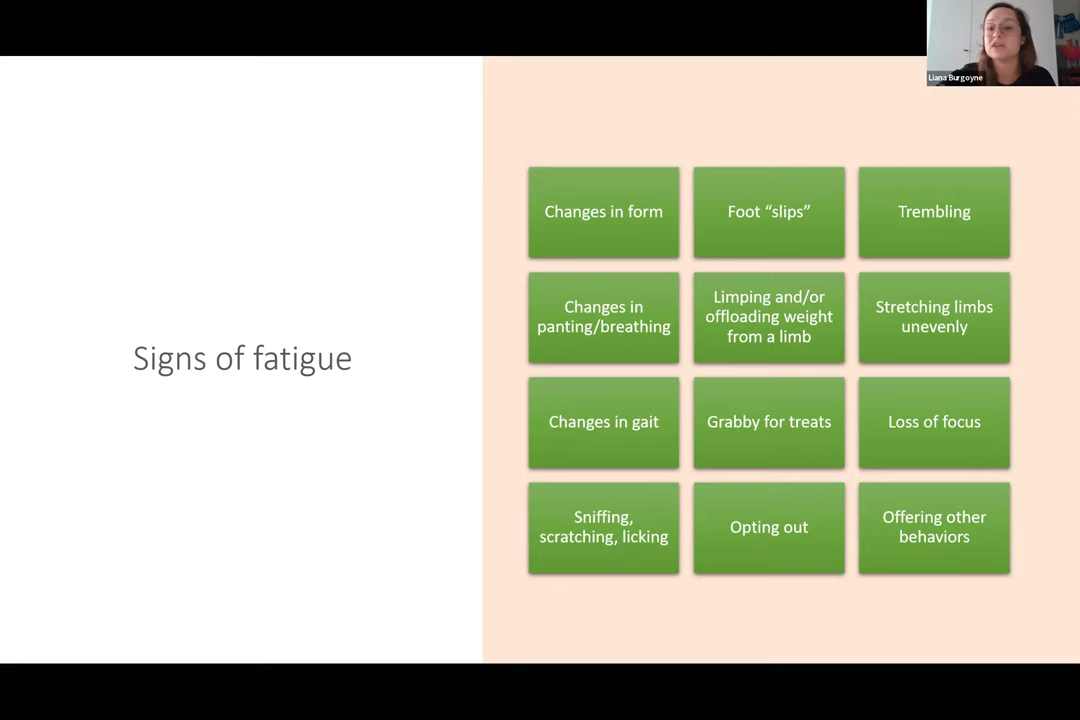 Liana Burgoyne
Signs of fatigue
Changes in form
Foot “slips”
Trembling
Changes in
panting/breathing
Limping and/or
offloading weight
from a limb
Stretching limbs
unevenly
Changes in gait
Grabby for treats
Loss of focus
Sniffing,
scratching, licking
Opting out
Offering other
behaviors